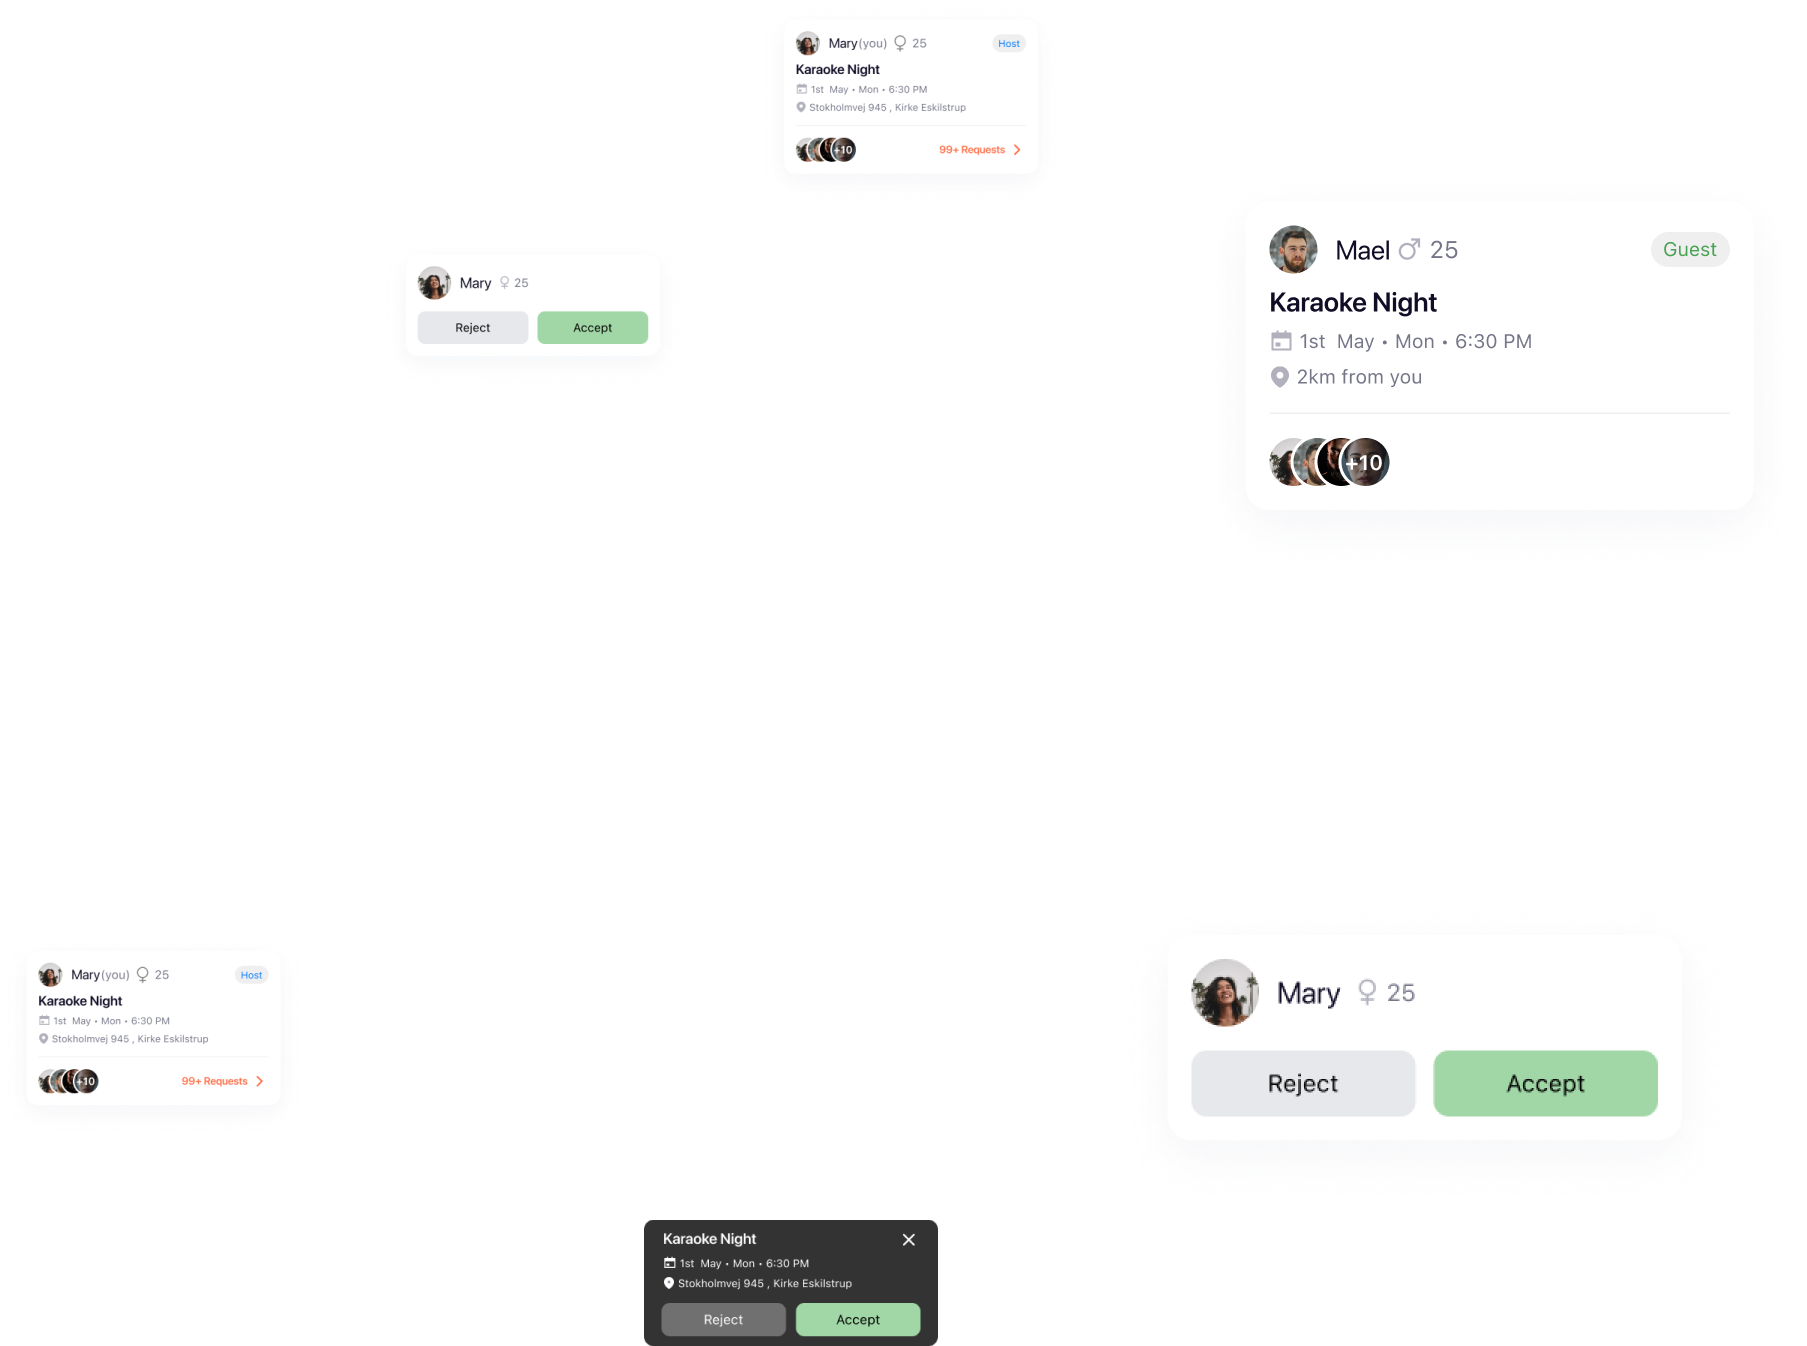 Mary(you) 25 Host
Karaoke Night
1st May • Mon • 6:30 PM
Stokholmvej 945 , Kirke Eskilstrup
+10 99+ Requests
Mael 25 Guest
Karaoke Night
1st May • Mon • 6:30 PM
2km from you
+10
Mary 25
Reject Accept
Mary(you) 25 Host
Karaoke Night
1st May • Mon • 6:30 PM
Stokholmvej 945 , Kirke Eskilstrup
+10 99+ Requests
Mary 25
Reject Accept
Karaoke Night
1st May • Mon • 6:30 PM
Stokholmvej 945 , Kirke Eskilstrup
Reject Accept